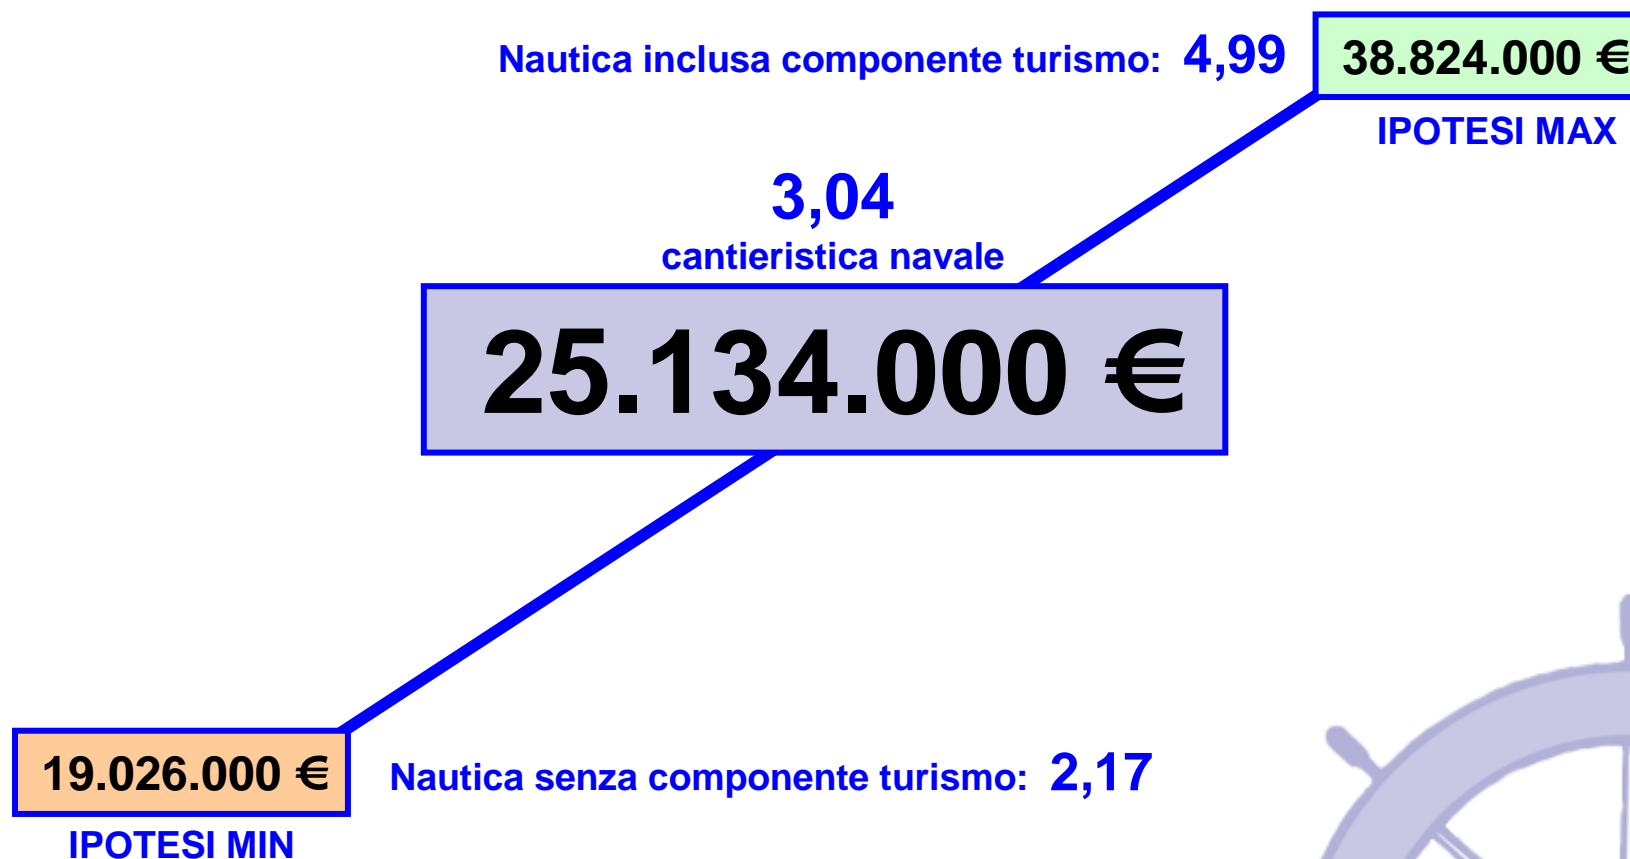 Nautica inclusa componente turismo: 4,99
38.824.000 €
IPOTESI MAX
3,04
cantieristica navale
25.134.000 €
19.026.000 €
Nautica senza componente turismo: 2,17
IPOTESI MIN